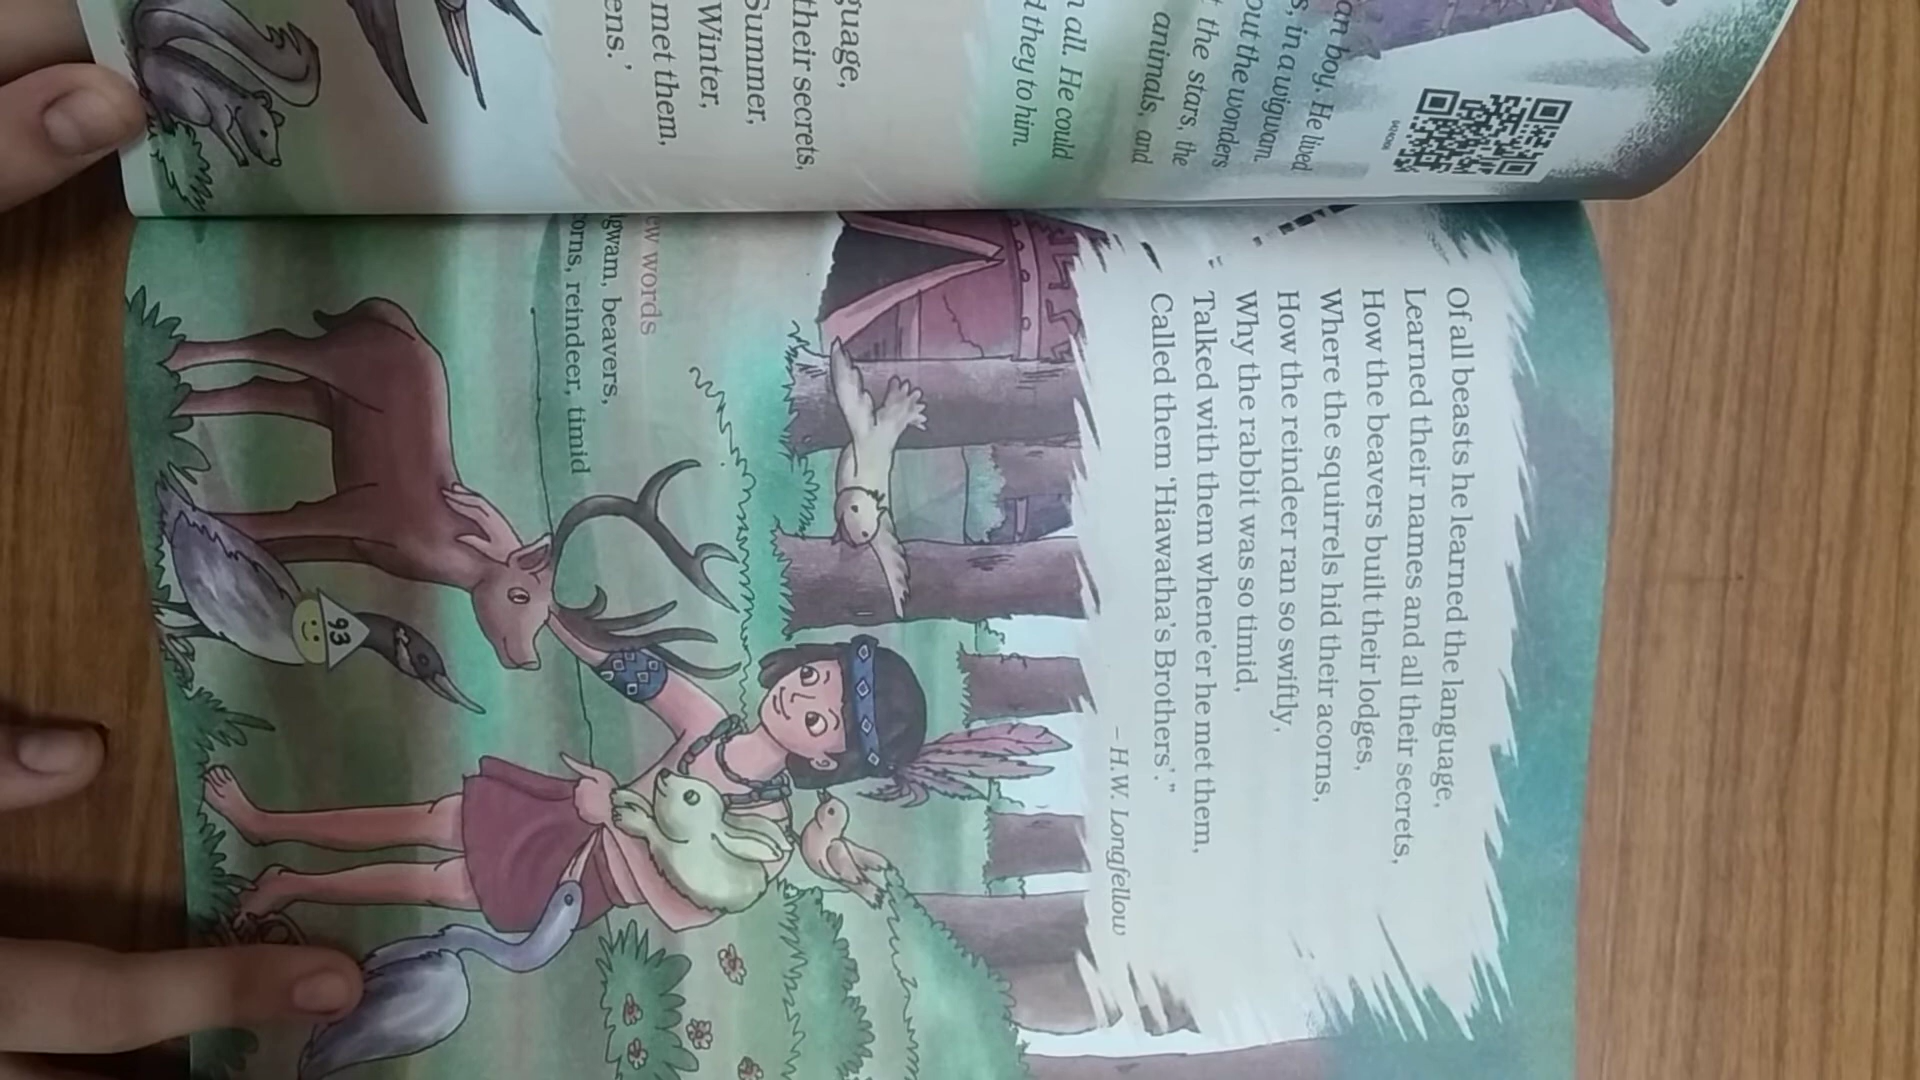 an boy. He lived
in a wigwam.
out the wonders
the stars, the
animals, and
all. He could
they to him.
their secrets,
Summer,
Winter,
met them,
Of all beasts he learned the language,
Learned their names and all their secrets,
How the beavers built their lodges,
Where the squirrels hid their acorns,
How the reindeer ran so swiftly,
Why the rabbit was so timid,
Talked with them whene'er he met them,
Called them 'Hiawatha's Brothers'."
– H.W. Longfellow
words
beavers,
reindeer, timid
93